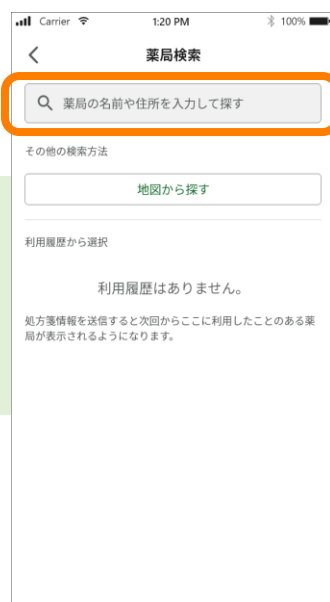 Carrier 1:20 PM 100%
薬局検索
薬局の名前や住所を入力して探す
その他の検索方法
地図から探す
利用履歴から選択
利用履歴はありません。
処方箋情報を送信すると次回からここに利用したことのある薬
局が表示されるようになります。